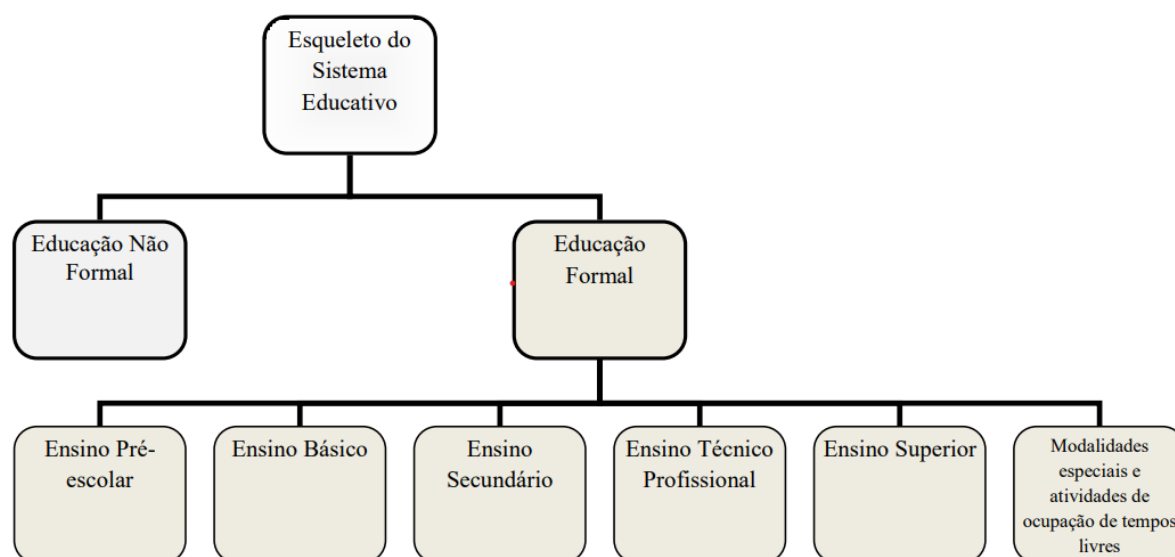 Esqueleto do
Sistema
Educativo
Educação Não
Formal
Educação
Formal
Ensino Pré-
escolar
Ensino Básico
Ensino
Secundário
Ensino Técnico
Profissional
Ensino Superior
Modalidades
especiais e
atividades de
ocupação de tempos
livres